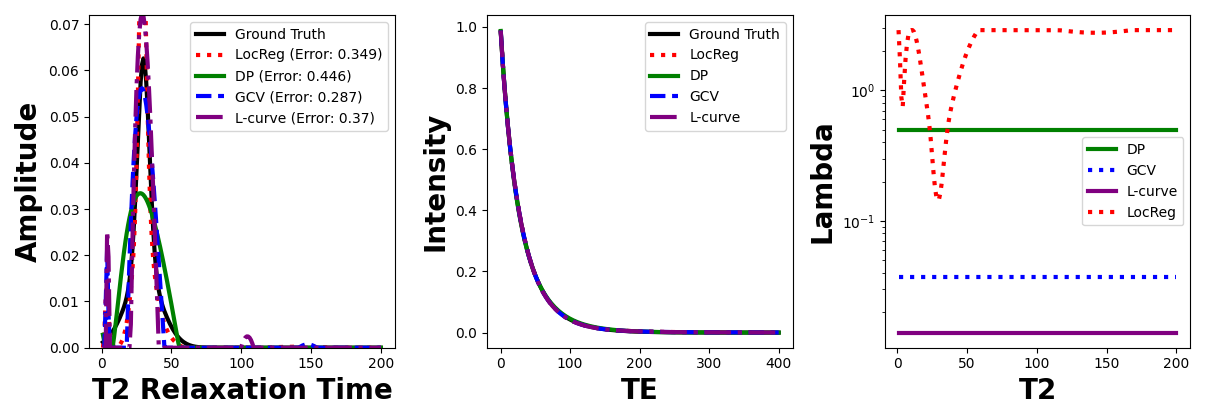 Amplitude
0.07
0.06
0.05
0.04
0.03
0.02
0.01
0.00
Ground Truth
LocReg (Error: 0.349)
DP (Error: 0.446)
GCV (Error: 0.287)
L-curve (Error: 0.37)
0 50 100 150 200
T2 Relaxation Time
Intensity
1.0
0.8
0.6
0.4
0.2
0.0
Ground Truth
LocReg
DP
GCV
L-curve
0 100 200 300 400
TE
Lambda
10⁰
10⁻¹
DP
GCV
L-curve
LocReg
0 50 100 150 200
T2